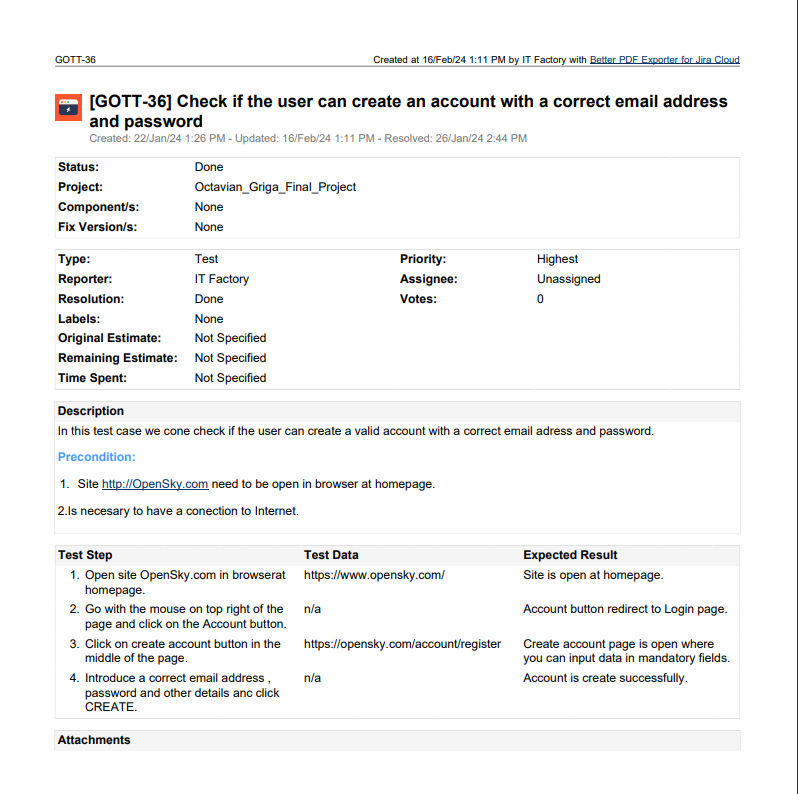 GOTT-36 Created at 16/Feb/24 1:11 PM by IT Factory with Better PDF Exporter for Jira Cloud
[GOTT-36] Check if the user can create an account with a correct email address
and password
Created: 22/Jan/24 1:26 PM - Updated: 16/Feb/24 1:11 PM - Resolved: 26/Jan/24 2:44 PM
Status: Done
Project: Octavian_Griga_Final_Project
Component/s: None
Fix Version/s: None
Type: Test Priority: Highest
Reporter: IT Factory Assignee: Unassigned
Resolution: Done Votes: 0
Labels: None
Original Estimate: Not Specified
Remaining Estimate: Not Specified
Time Spent: Not Specified
Description
In this test case we cone check if the user can create a valid account with a correct email adress and password.
Precondition:
1. Site http://OpenSky.com need to be open in browser at homepage.
2.Is necesary to have a conection to Internet.
Test Step Test Data Expected Result
1. Open site OpenSky.com in browserat https://www.opensky.com/ Site is open at homepage.
homepage.
2. Go with the mouse on top right of the n/a Account button redirect to Login page.
page and click on the Account button.
3. Click on create account button in the https://opensky.com/account/register Create account page is open where
middle of the page. you can input data in mandatory fields.
4. Introduce a correct email address , n/a Account is create successfully.
password and other details anc click
CREATE.
Attachments